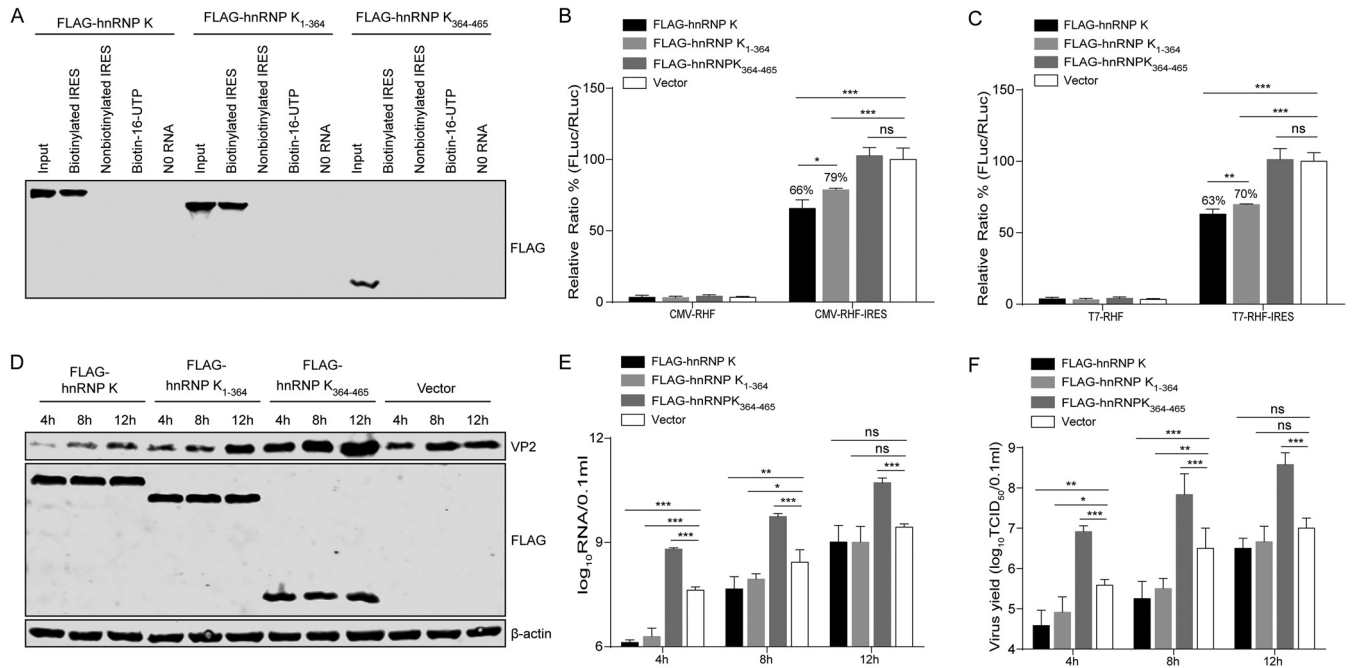 A
FLAG-hnRNP K
FLAG-hnRNP K1-364
FLAG-hnRNP K364-465
Input
Biotinylated IRES
Nonbiotinylated IRES
Biotin-16-UTP
N0 RNA
Input
Biotinylated IRES
Nonbiotinylated IRES
Biotin-16-UTP
N0 RNA
Input
Biotinylated IRES
Nonbiotinylated IRES
Biotin-16-UTP
N0 RNA
FLAG
B
FLAG-hnRNP K
FLAG-hnRNP K1-364
FLAG-hnRNPK364-465
Vector
Relative Ratio % (FLuc/RLuc)
150
100
50
0
***
***
ns
*
66%
79%
CMV-RHF
CMV-RHF-IRES
C
FLAG-hnRNP K
FLAG-hnRNP K1-364
FLAG-hnRNPK364-465
Vector
Relative Ratio % (FLuc/RLuc)
150
100
50
0
***
***
ns
**
63%
70%
T7-RHF
T7-RHF-IRES
D
FLAG-
hnRNP K
FLAG-
hnRNP K1-364
FLAG-
hnRNP K364-465
Vector
4h 8h 12h 4h 8h 12h 4h 8h 12h 4h 8h 12h
VP2
FLAG
β-actin
E
FLAG-hnRNP K
FLAG-hnRNP K1-364
FLAG-hnRNPK364-465
Vector
log10RNA/0.1ml
12
9
6
***
***
***
**
*
***
ns
ns
***
4h
8h
12h
F
FLAG-hnRNP K
FLAG-hnRNP K1-364
FLAG-hnRNPK364-465
Vector
Virus yield (log10TCID50/0.1ml)
9
8
7
6
5
4
**
*
***
***
**
***
ns
ns
***
4h
8h
12h